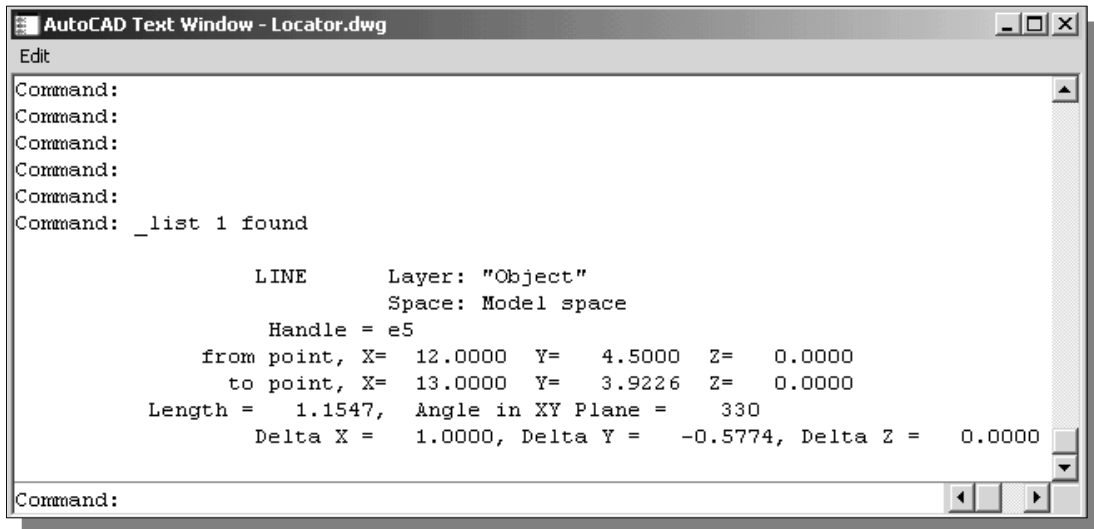 AutoCAD Text Window - Locator.dwg
Edit
Command:
Command:
Command:
Command:
Command:
Command: _list 1 found
LINE Layer: "Object"
Space: Model space
Handle = e5
from point, X= 12.0000 Y= 4.5000 Z= 0.0000
to point, X= 13.0000 Y= 3.9226 Z= 0.0000
Length = 1.1547, Angle in XY Plane = 330
Delta X = 1.0000, Delta Y = -0.5774, Delta Z = 0.0000
Command: